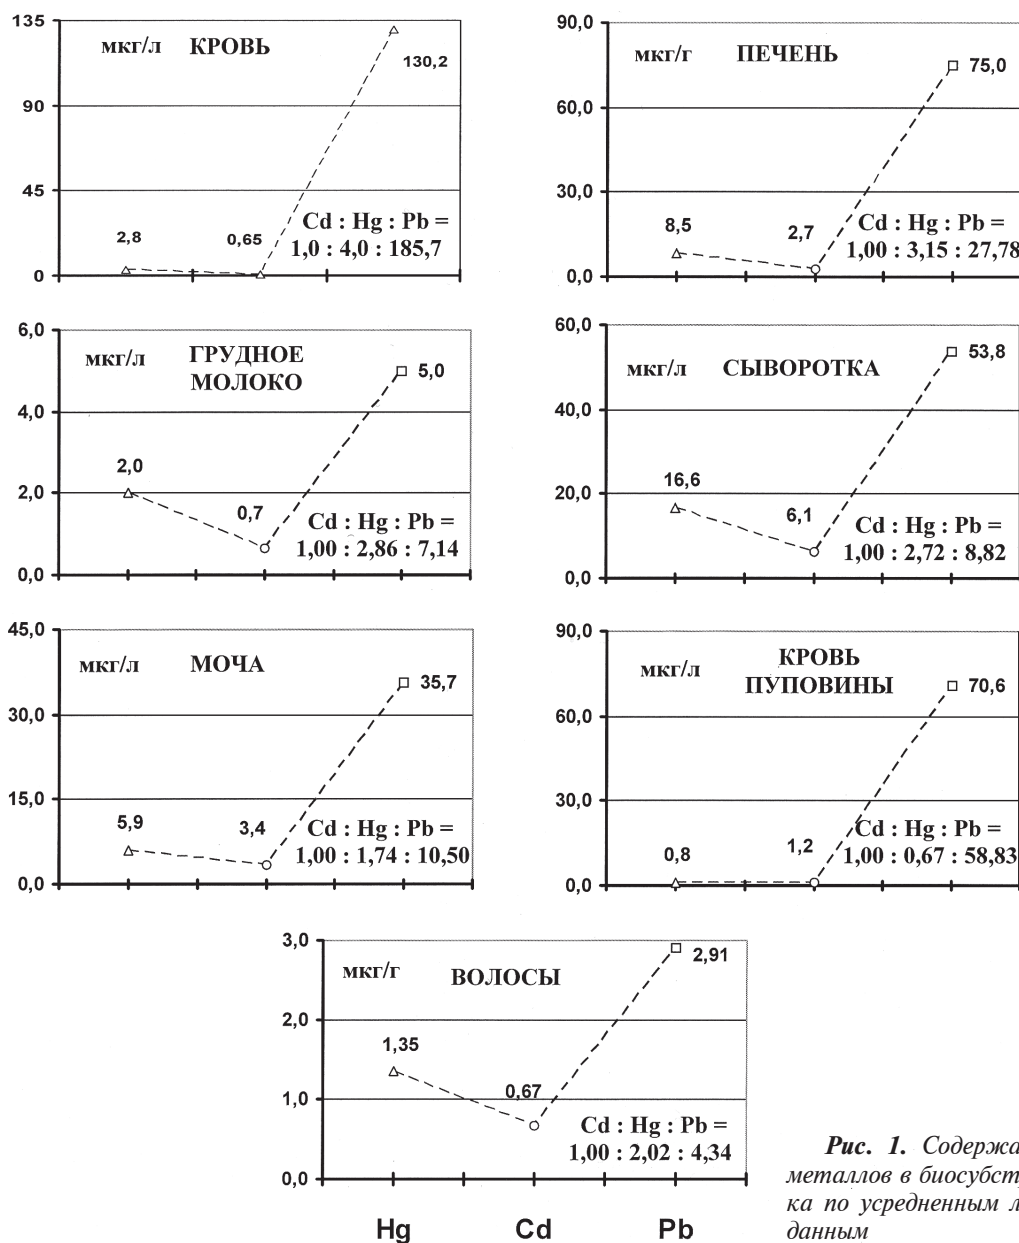 135
90
45
0
мкг/л КРОВЬ
130,2
2,8
0,65
Cd : Hg : Pb =
1,0 : 4,0 : 185,7
90,0
60,0
30,0
0,0
мкг/г ПЕЧЕНЬ
75,0
8,5
2,7
Cd : Hg : Pb =
1,00 : 3,15 : 27,78
6,0
4,0
2,0
0,0
мкг/л ГРУДНОЕ
МОЛОКО
5,0
2,0
0,7
Cd : Hg : Pb =
1,00 : 2,86 : 7,14
60,0
40,0
20,0
0,0
мкг/л СЫВОРОТКА
53,8
16,6
6,1
Cd : Hg : Pb =
1,00 : 2,72 : 8,82
45,0
30,0
15,0
0,0
мкг/л МОЧА
35,7
5,9
3,4
Cd : Hg : Pb =
1,00 : 1,74 : 10,50
90,0
60,0
30,0
0,0
мкг/л КРОВЬ
ПУПОВИНЫ
70,6
0,8
1,2
Cd : Hg : Pb =
1,00 : 0,67 : 58,83
3,0
2,0
1,0
0,0
мкг/г ВОЛОСЫ
2,91
1,35
0,67
Cd : Hg : Pb =
1,00 : 2,02 : 4,34
Hg Cd Pb
Рис. 1. Содержа
металлов в биосубст
ка по усредненным л
данным